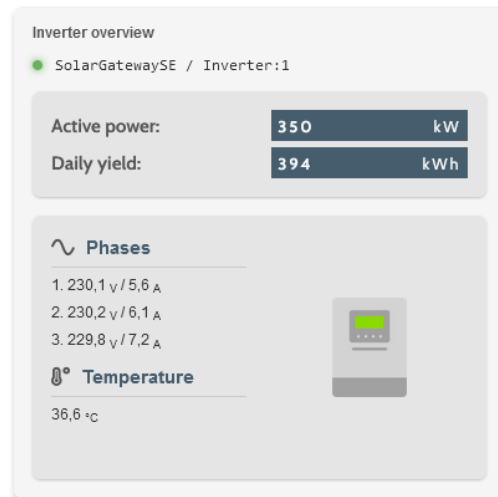 Inverter overview
SolarGatewaySE / Inverter:1
Active power: 350 kW
Daily yield: 394 kWh
Phases
1. 230,1 V / 5,6 A
2. 230,2 V / 6,1 A
3. 229,8 V / 7,2 A
Temperature
36,6 °C